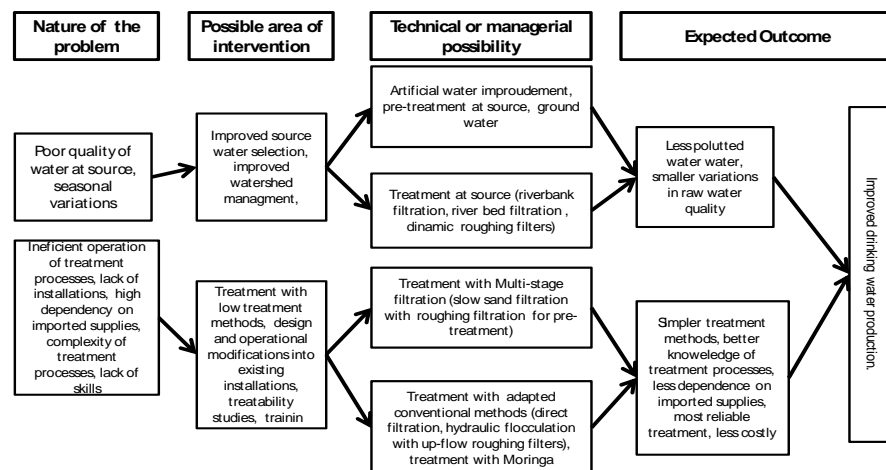 Nature of the
problem
Possible area of
intervention
Technical or managerial
possibility
Expected Outcome
Poor quality of
water at source,
seasonal
variations
Improved source
water selection,
improved
watershed
managment,
Artificial water improudement,
pre-treatment at source, ground
water
Treatment at source (riverbank
filtration, river bed filtration ,
dinamic roughing filters)
Less polutted
water water,
smaller variations
in raw water
quality
Improved drinking water production.
Ineficient operation
of treatment
processes, lack of
installations, high
dependency on
imported supplies,
complexity of
treatment
processes, lack of
skills
Treatment with
low treatment
methods, design
and operational
modifications into
existing
installations,
treatability
studies, trainin
Treatment with Multi-stage
filtration (slow sand filtration
with roughing filtration for pre-
treatment)
Treatment with adapted
conventional methods (direct
filtration, hydraulic flocculation
with up-flow roughing filters),
treatment with Moringa
Simpler treatment
methods, better
knowledge of
treatment processes,
less dependence on
imported supplies,
most reliable
treatment, less costly